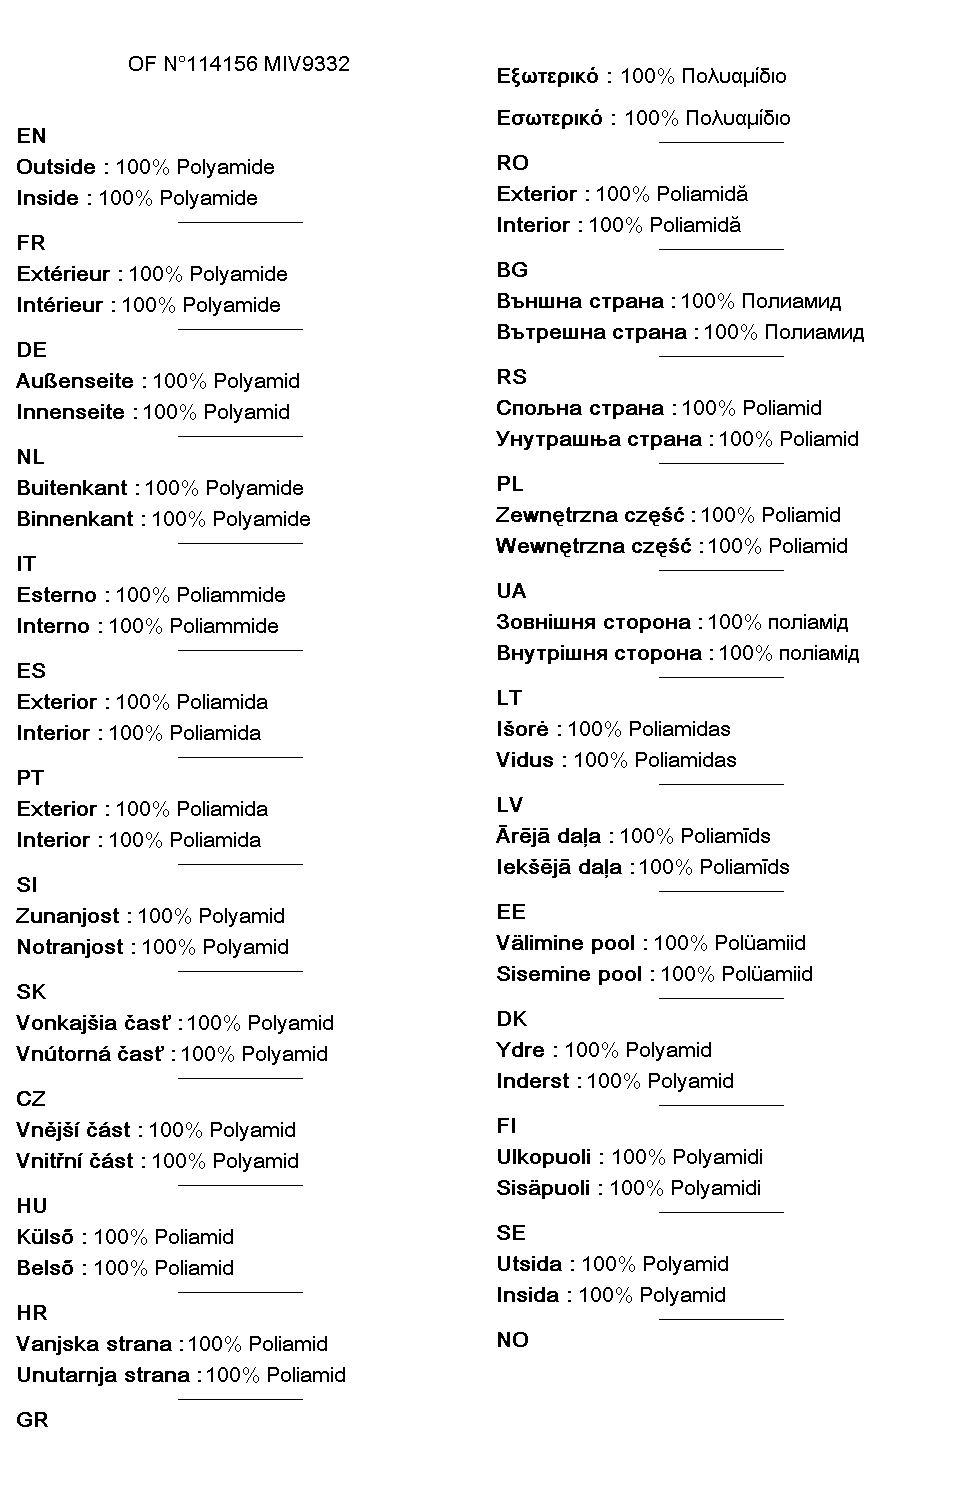 OF N°114156 MIV9332
EN
Outside : 100% Polyamide
Inside : 100% Polyamide
FR
Extérieur : 100% Polyamide
Intérieur : 100% Polyamide
DE
Außenseite : 100% Polyamid
Innenseite : 100% Polyamid
NL
Buitenkant : 100% Polyamide
Binnenkant : 100% Polyamide
IT
Esterno : 100% Poliammide
Interno : 100% Poliammide
ES
Exterior : 100% Poliamida
Interior : 100% Poliamida
PT
Exterior : 100% Poliamida
Interior : 100% Poliamida
SI
Zunanjost : 100% Polyamid
Notranjost : 100% Polyamid
SK
Vonkajšia časť : 100% Polyamid
Vnútorná časť : 100% Polyamid
CZ
Vnější část : 100% Polyamid
Vnitřní část : 100% Polyamid
HU
Külsõ : 100% Poliamid
Belsõ : 100% Poliamid
HR
Vanjska strana : 100% Poliamid
Unutarnja strana : 100% Poliamid
GR
Εξωτερικό : 100% Πολυαμίδιο
Εσωτερικό : 100% Πολυαμίδιο
RO
Exterior : 100% Poliamidă
Interior : 100% Poliamidă
BG
Външна страна : 100% Полиамид
Вътрешна страна : 100% Полиамид
RS
Спољна страна : 100% Poliamid
Унутрашња страна : 100% Poliamid
PL
Zewnętrzna część : 100% Poliamid
Wewnętrzna część : 100% Poliamid
UA
Зовнішня сторона : 100% поліамід
Внутрішня сторона : 100% поліамід
LT
Išorė : 100% Poliamidas
Vidus : 100% Poliamidas
LV
Ārējā daļa : 100% Poliamīds
Iekšējā daļa : 100% Poliamīds
EE
Välimine pool : 100% Polüamiid
Sisemine pool : 100% Polüamiid
DK
Ydre : 100% Polyamid
Inderst : 100% Polyamid
FI
Ulkopuoli : 100% Polyamidi
Sisäpuoli : 100% Polyamidi
SE
Utsida : 100% Polyamid
Insida : 100% Polyamid
NO